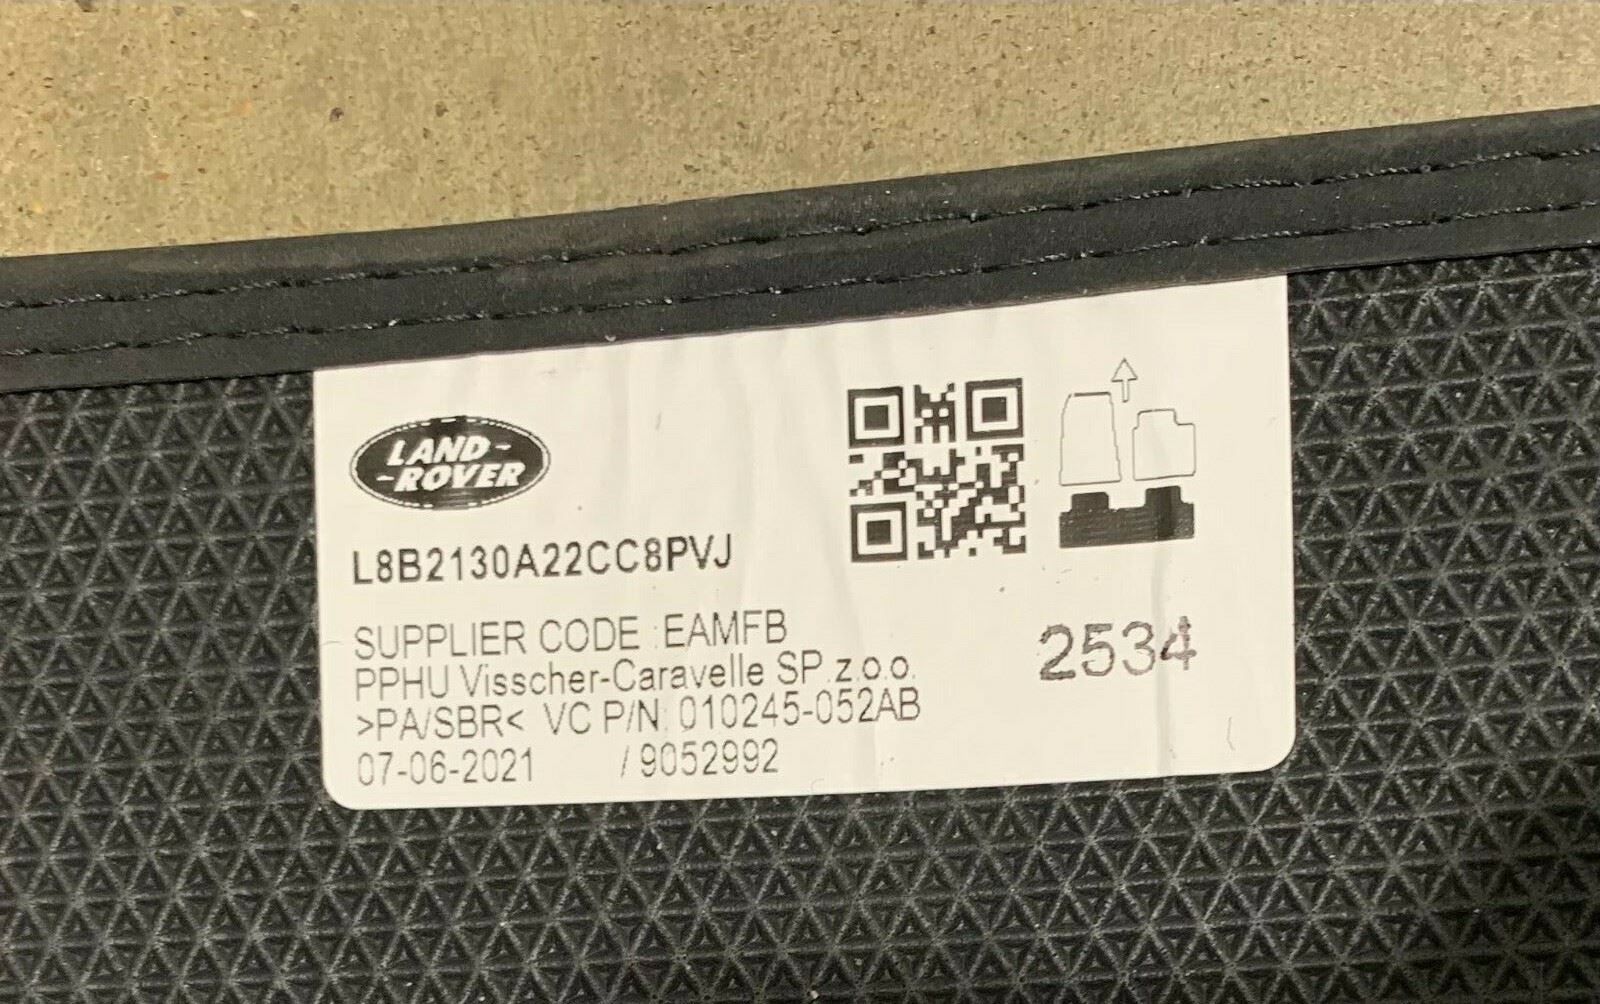 LAND-
-ROVER
L8B2130A22CC8PVJ
SUPPLIER CODE :EAMFB
PPHU Visscher-Caravelle SP.z.o.o.
>PA/SBR< VC P/N: 010245-052AB
07-06-2021 / 9052992
2534